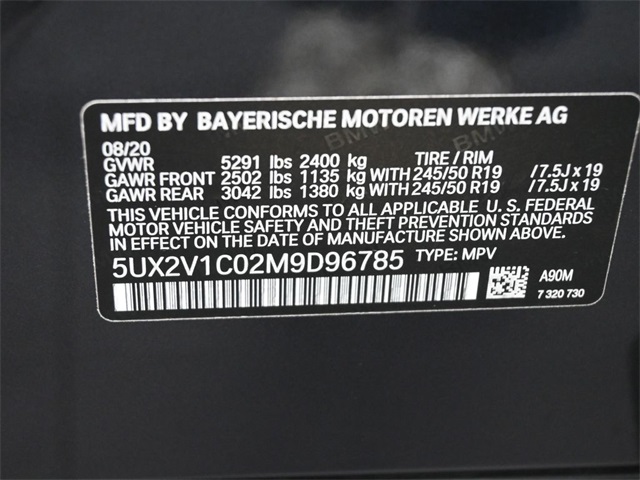 MFD BY BAYERISCHE MOTOREN WERKE AG
08/20
GVWR 5291 lbs 2400 kg TIRE / RIM
GAWR FRONT 2502 lbs 1135 kg WITH 245/50 R19 /7.5J x 19
GAWR REAR 3042 lbs 1380 kg WITH 245/50 R19 /7.5J x 19
THIS VEHICLE CONFORMS TO ALL APPLICABLE U. S. FEDERAL
MOTOR VEHICLE SAFETY AND THEFT PREVENTION STANDARDS
IN EFFECT ON THE DATE OF MANUFACTURE SHOWN ABOVE.
5UX2V1C02M9D96785 TYPE: MPV
A90M
7 320 730